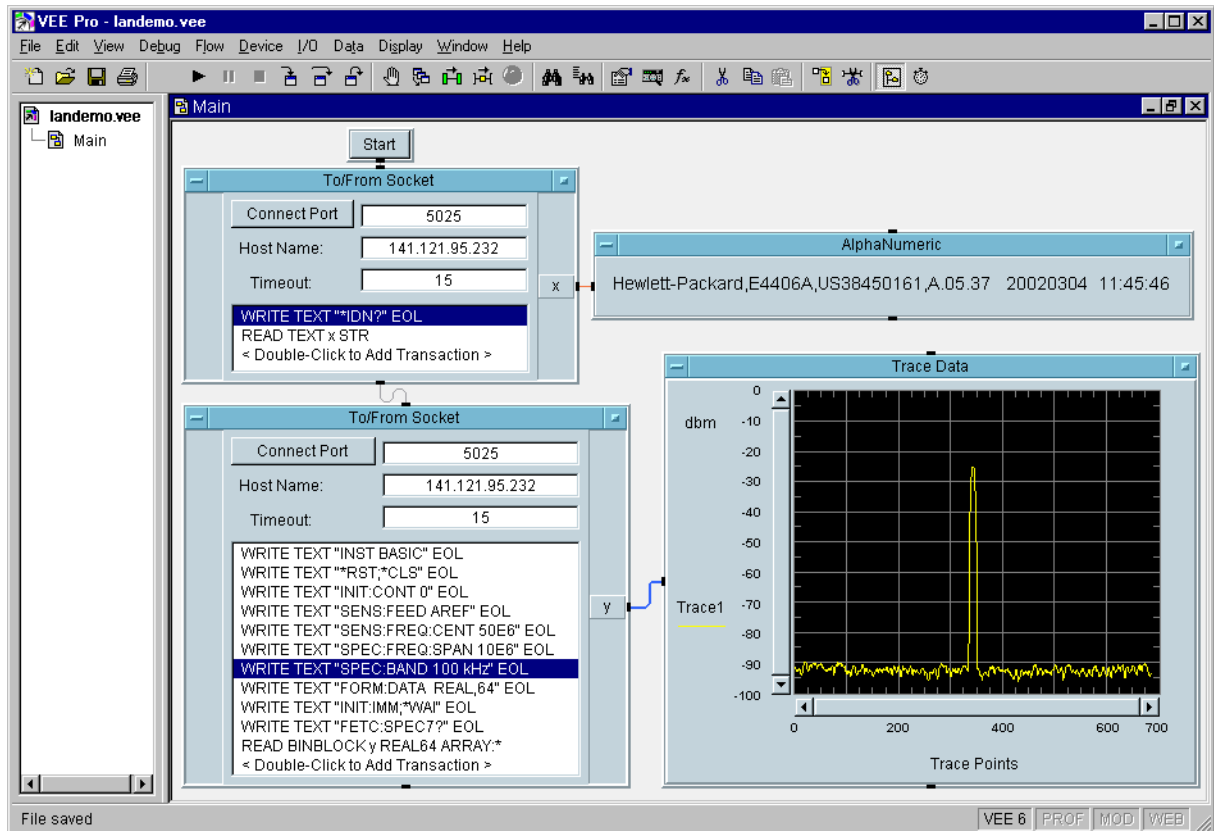 VEE Pro - landemo.vee
File Edit View Debug Flow Device I/O Data Display Window Help
landemo.vee
Main
Main
Start
To/From Socket
Connect Port 5025
Host Name: 141.121.95.232
Timeout: 15
x
WRITE TEXT "*IDN?" EOL
READ TEXT x STR
< Double-Click to Add Transaction >
AlphaNumeric
Hewlett-Packard,E4406A,US38450161,A.05.37 20020304 11:45:46
To/From Socket
Connect Port 5025
Host Name: 141.121.95.232
Timeout: 15
WRITE TEXT "INST BASIC" EOL
WRITE TEXT "*RST;*CLS" EOL
WRITE TEXT "INIT:CONT 0" EOL
WRITE TEXT "SENS:FEED AREF" EOL
WRITE TEXT "SENS:FREQ:CENT 50E6" EOL
WRITE TEXT "SPEC:FREQ:SPAN 10E6" EOL
WRITE TEXT "SPEC:BAND 100 kHz" EOL
WRITE TEXT "FORM:DATA REAL,64" EOL
WRITE TEXT "INIT:IMM;*WAI" EOL
WRITE TEXT "FETC:SPEC7?" EOL
READ BINBLOCK y REAL64 ARRAY:*
< Double-Click to Add Transaction >
y
Trace Data
dbm
Trace1
0
-10
-20
-30
-40
-50
-60
-70
-80
-90
-100
0 200 400 600 700
Trace Points
File saved
VEE 6 PROF MOD WEB